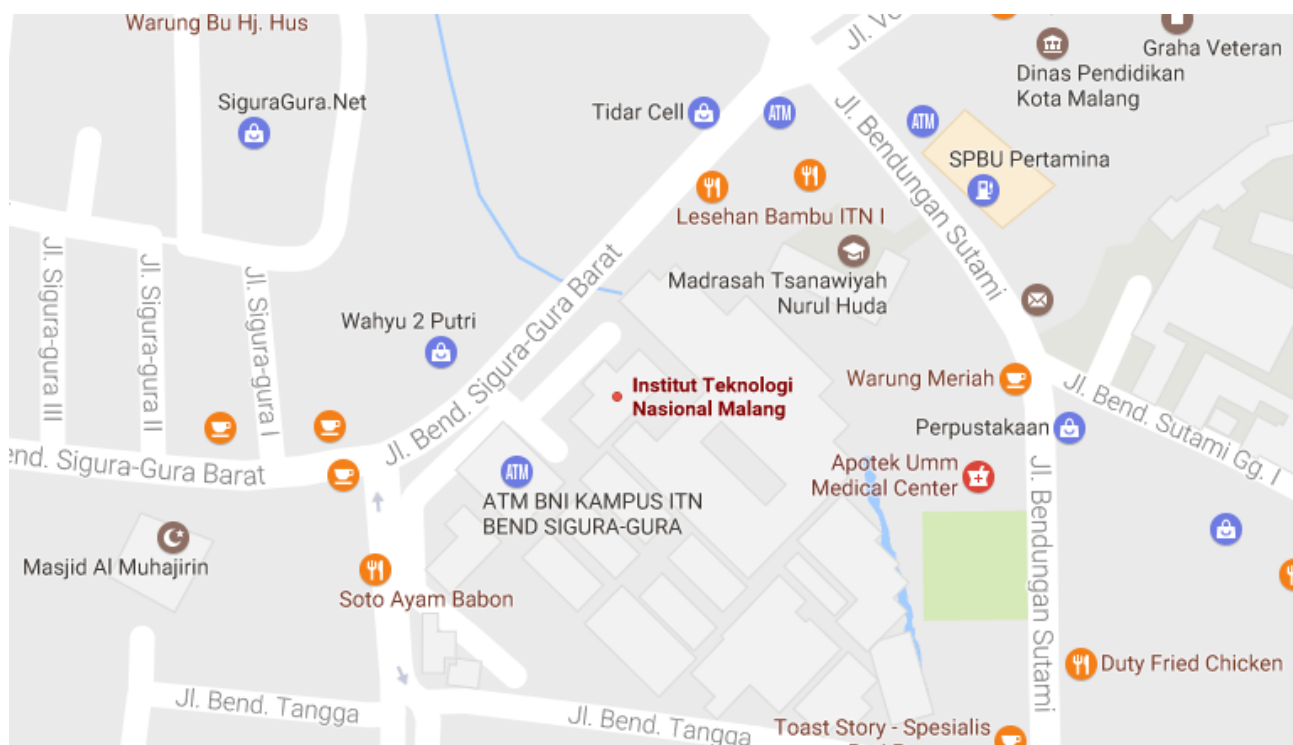 Warung Bu Hj. Hus
SiguraGura.Net
Tidar Cell
ATM
Jl. Ve
Graha Veteran
Dinas Pendidikan
Kota Malang
ATM
SPBU Pertamina
Jl. Bendungan Sutami
Lesehan Bambu ITN I
Madrasah Tsanawiyah
Nurul Huda
Jl. Sigura-gura III
Jl. Sigura-gura II
Jl. Sigura-gura I
Wahyu 2 Putri
Jl. Bend. Sigura-Gura Barat
Institut Teknologi
Nasional Malang
Warung Meriah
Jl. Bend. Sutami Gg. I
Perpustakaan
end. Sigura-Gura Barat
ATM
ATM BNI KAMPUS ITN
BEND SIGURA-GURA
Apotek Umm
Medical Center
Jl. Bendungan Sutami
Masjid Al Muhajirin
Soto Ayam Babon
Duty Fried Chicken
Jl. Bend. Tangga
Jl. Bend. Tangga
Toast Story - Spesialis